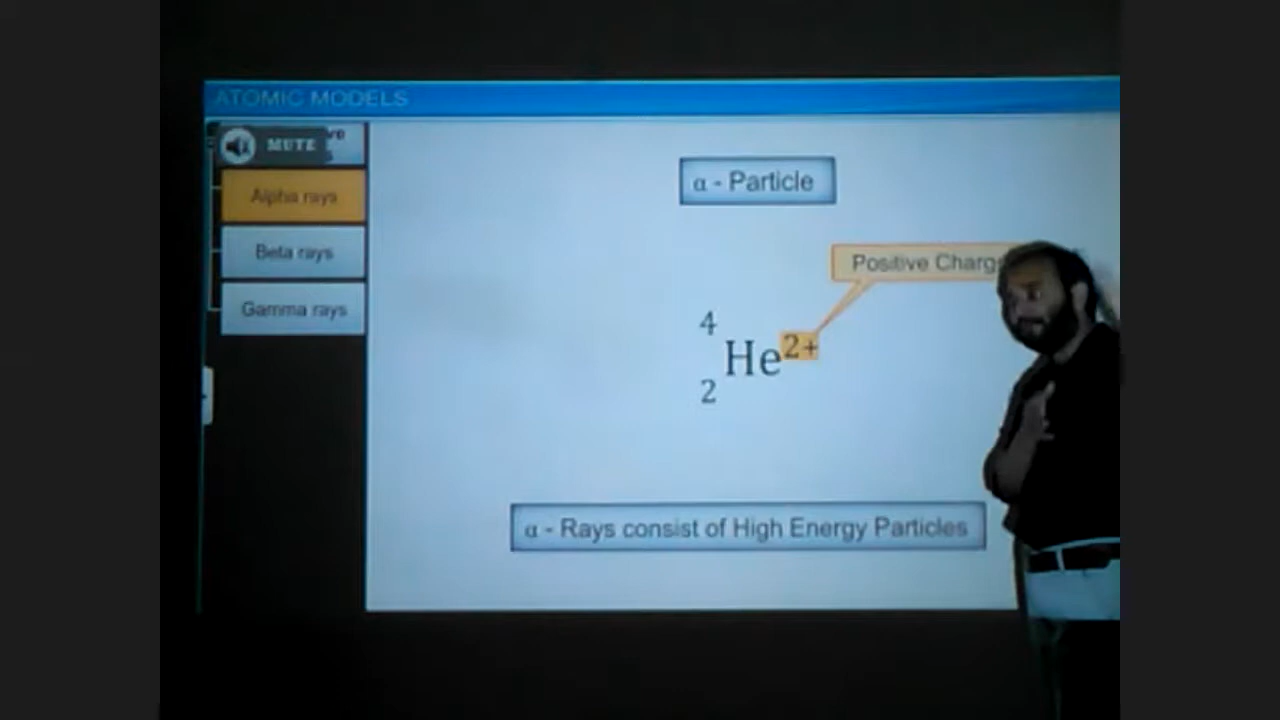 ATOMIC MODELS
MUTE
Alpha rays
Beta rays
Gamma rays
α - Particle
Positive Charg
4
He2+
2
α - Rays consist of High Energy Particles